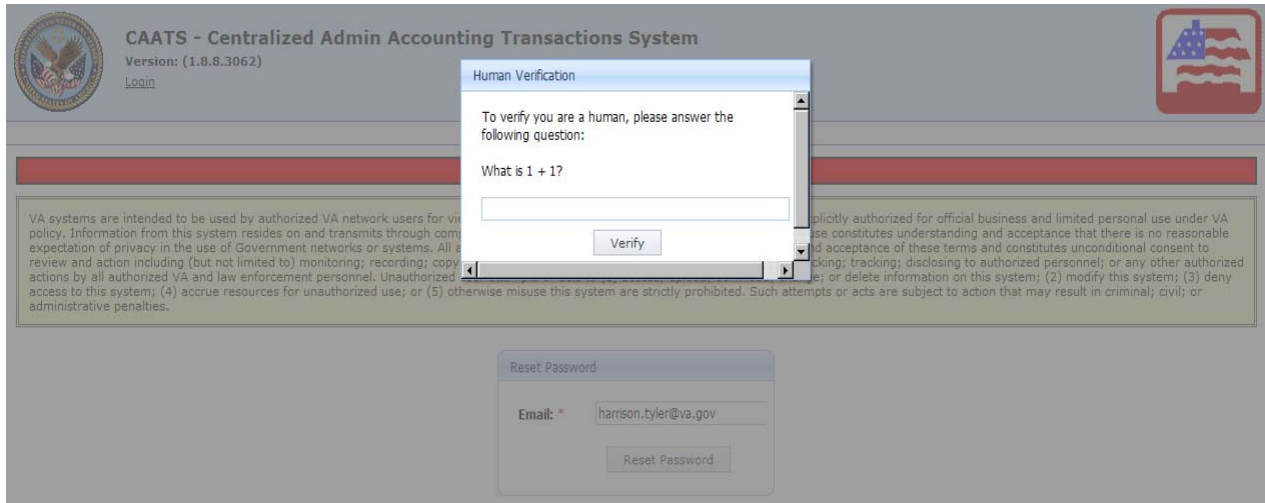 CAATS - Centralized Admin Accounting Transactions System
Version: (1.8.8.3062)
Login
Human Verification
To verify you are a human, please answer the
following question:
What is 1 + 1?
Verify
VA systems are intended to be used by authorized VA network users for plicitly authorized for official business and limited personal use under VA
policy. Information from this system resides on and transmits through use constitutes understanding and acceptance that there is no reasonable
expectation of privacy in the use of Government networks or systems. All acceptance of these terms and constitutes unconditional consent to
review and action including (but not limited to) monitoring; recording; cking; tracking; disclosing to authorized personnel; or any other authorized
actions by all authorized VA and law enforcement personnel. Unauthorized or delete information on this system; (2) modify this system; (3) deny
access to this system; (4) accrue resources for unauthorized use; or (5) otherwise misuse this system are strictly prohibited. Such attempts or acts are subject to action that may result in criminal; civil; or
administrative penalties.
Reset Password
Email: *
harrison.tyler@va.gov
Reset Password